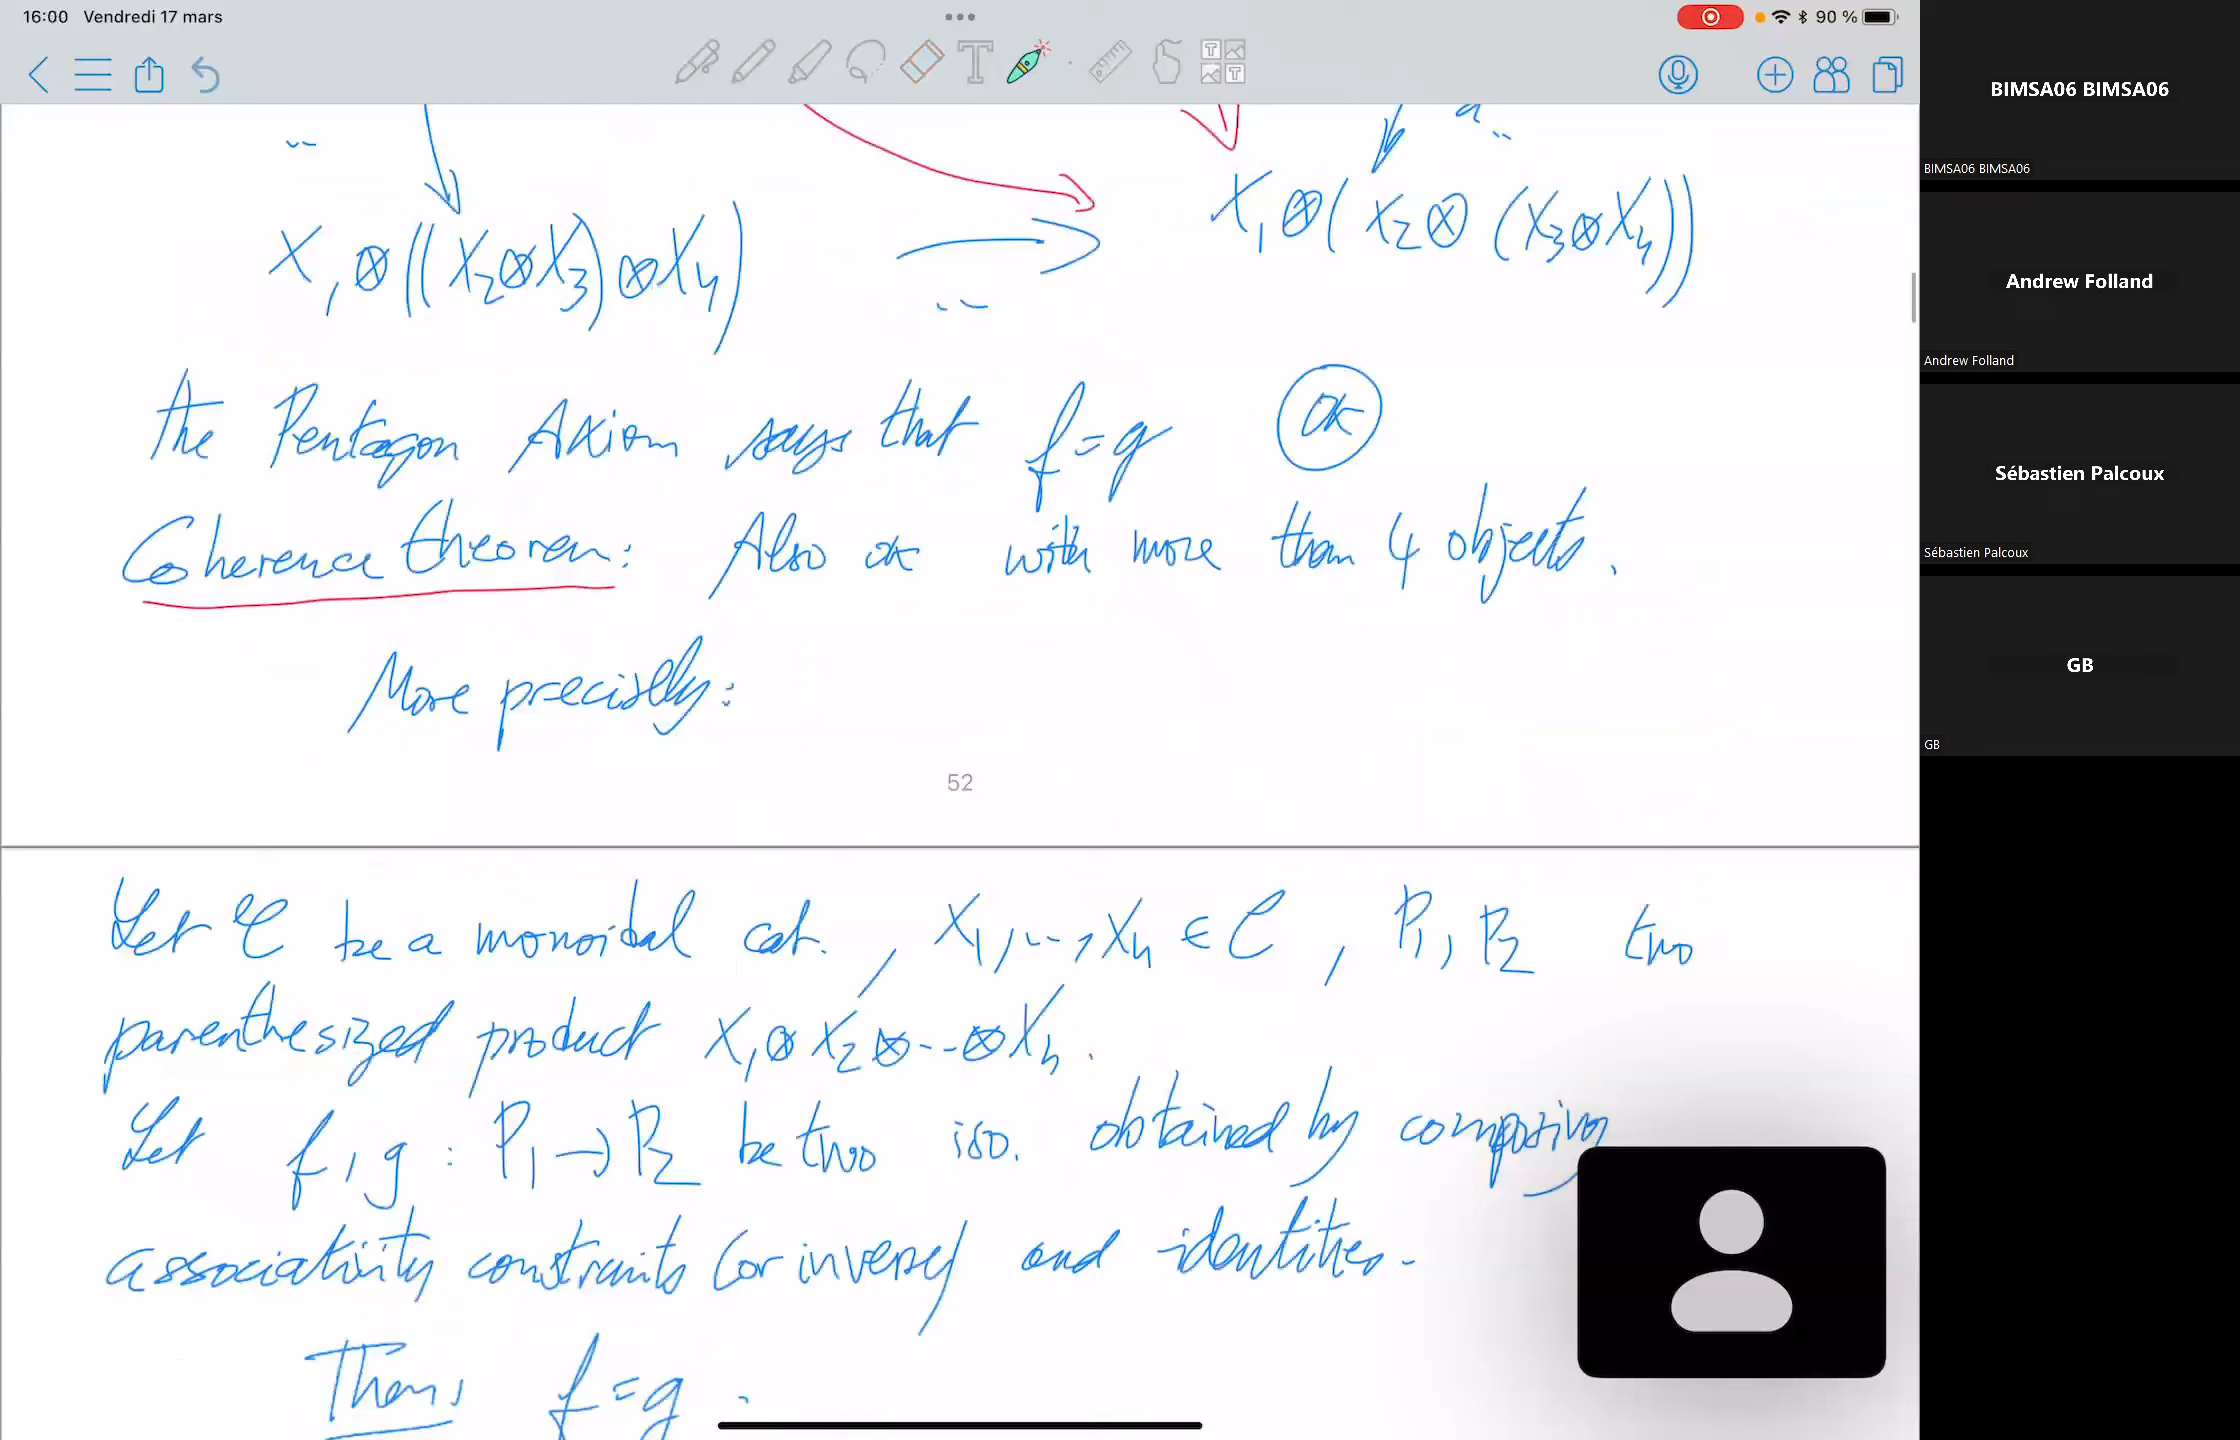 16:00 Vendredi 17 mars
90 %
BIMSA06 BIMSA06
BIMSA06 BIMSA06
Andrew Folland
Andrew Folland
Sébastien Palcoux
Sébastien Palcoux
GB
GB
a..
X₁⊗((X₂⊗X₃)⊗X₄)
X₁⊗(X₂⊗(X₃⊗X₄))
The Pentagon Axiom says that f=g ok
Coherence theorem: Also ok with more than 4 objects.
More precisely:
52
Let C be a monoidal cat., X₁,...,Xₙ ∈ C, P₁, P₂ two
parenthesized product X₁⊗X₂⊗--⊗Xₙ.
Let f, g : P₁→P₂ be two iso. obtained by composing
associativity constraints (or inverse) and identities.
Then: f=g.